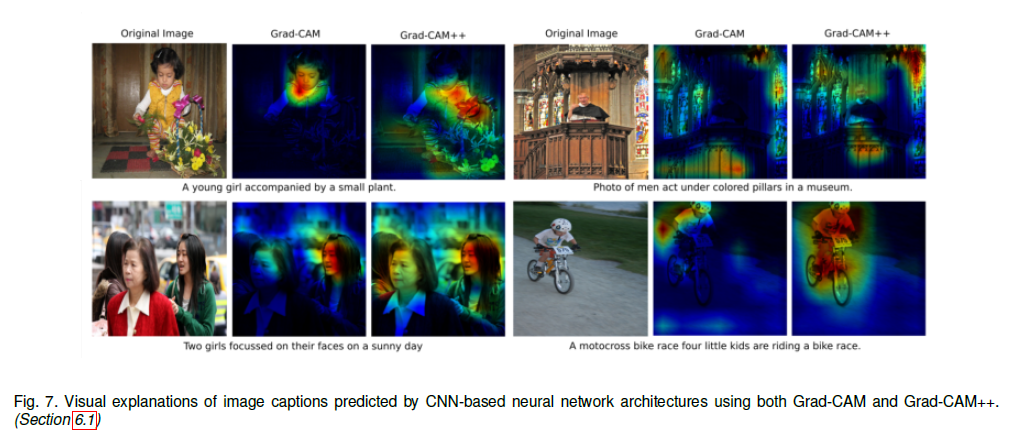 Original Image Grad-CAM Grad-CAM++ Original Image Grad-CAM Grad-CAM++
A young girl accompanied by a small plant. Photo of men act under colored pillars in a museum.
Two girls focussed on their faces on a sunny day A motocross bike race four little kids are riding a bike race.
Fig. 7. Visual explanations of image captions predicted by CNN-based neural network architectures using both Grad-CAM and Grad-CAM++.
(Section 6.1)